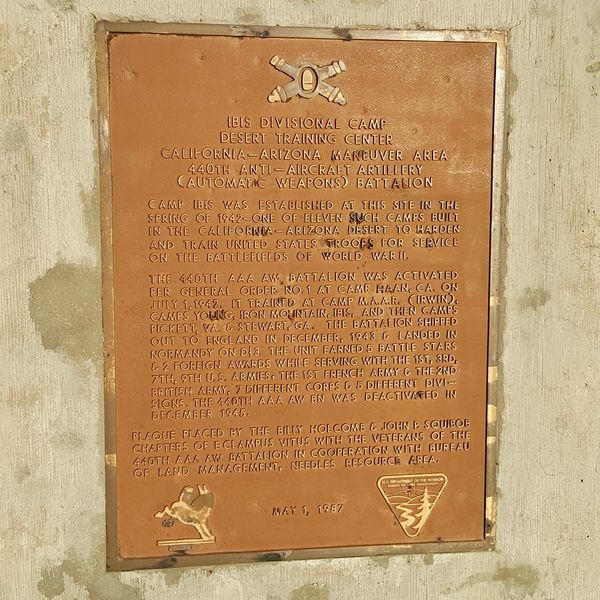 IBIS DIVISIONAL CAMP
DESERT TRAINING CENTER
CALIFORNIA-ARIZONA MANEUVER AREA
440TH ANTI-AIRCRAFT ARTILLERY
(AUTOMATIC WEAPONS) BATTALION
CAMP IBIS WAS ESTABLISHED AT THIS SITE IN THE
SPRING OF 1942-ONE OF ELEVEN SUCH CAMPS BUILT
IN THE CALIFORNIA-ARIZONA DESERT TO HARDEN
AND TRAIN UNITED STATES TROOPS FOR SERVICE
ON THE BATTLEFIELDS OF WORLD WAR II.
THE 440TH AAA AW BATTALION WAS ACTIVATED
PER GENERAL ORDER NO.1 AT CAMP HAAN, CA. ON
JULY 1, 1942. IT TRAINED AT CAMP M.A.A.R. (IRWIN),
CAMPS YOUNG, IRON MOUNTAIN, IBIS, AND THEN CAMPS
PICKETT, VA. & STEWART, GA. THE BATTALION SHIPPED
OUT TO ENGLAND IN DECEMBER, 1943 & LANDED IN
NORMANDY ON D+3. THE UNIT EARNED 5 BATTLE STARS
& 2 FOREIGN AWARDS WHILE SERVING WITH THE 1ST, 3RD,
7TH, 9TH U.S. ARMIES, THE 1ST FRENCH ARMY & THE 2ND
BRITISH ARMY, 7 DIFFERENT CORPS & 5 DIFFERENT DIVI-
SIONS. THE 440TH AAA AW BN WAS DEACTIVATED IN
DECEMBER 1945.
PLAQUE PLACED BY THE BILLY HOLCOMB & JOHN P. SQUIBOB
CHAPTERS OF E CLAMPUS VITUS WITH THE VETERANS OF THE
440TH AAA AW BATTALION IN COOPERATION WITH BUREAU
OF LAND MANAGEMENT, NEEDLES RESOURCE AREA.
U.S. DEPARTMENT OF THE INTERIOR
BUREAU OF LAND MANAGEMENT
MAY 1, 1987